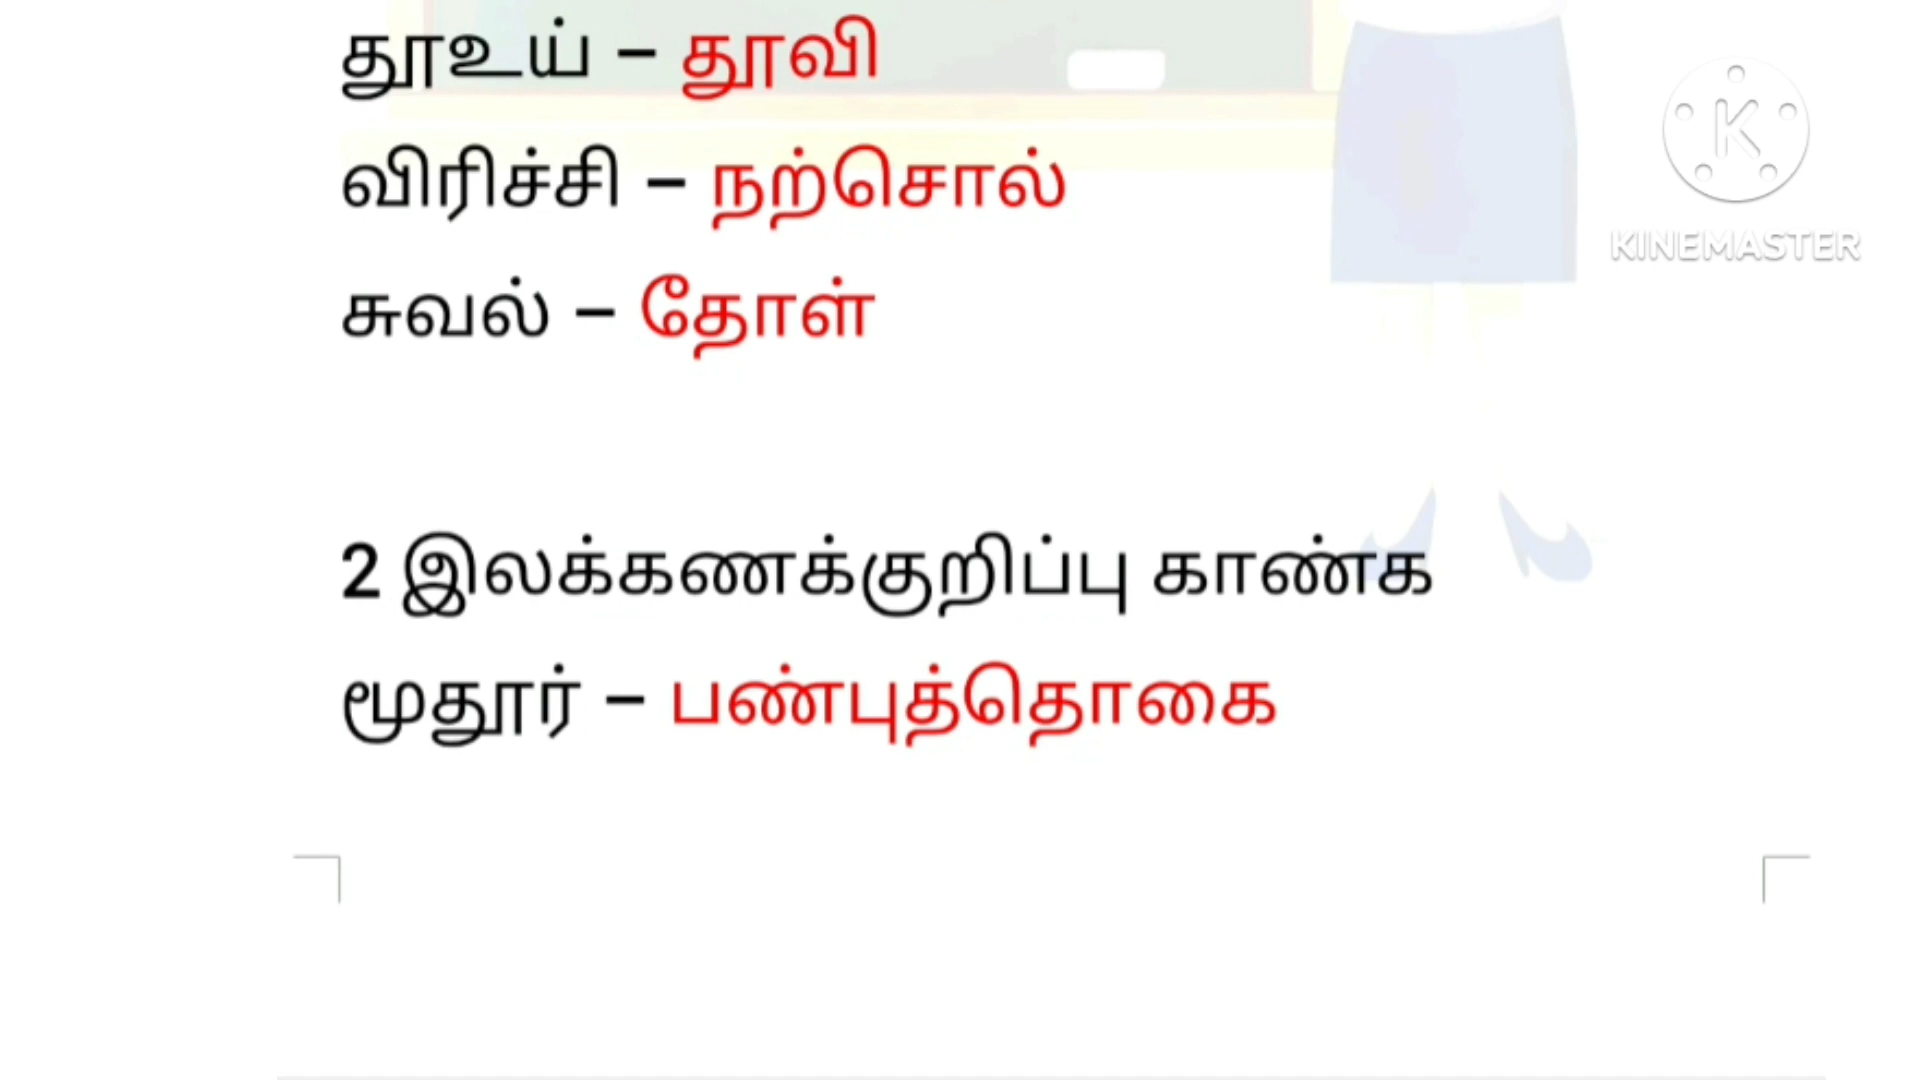 தூஉய் – தூவி
விரிச்சி – நற்சொல்
சுவல் – தோள்
2 இலக்கணக்குறிப்பு காண்க
மூதூர் – பண்புத்தொகை
K
KINEMASTER